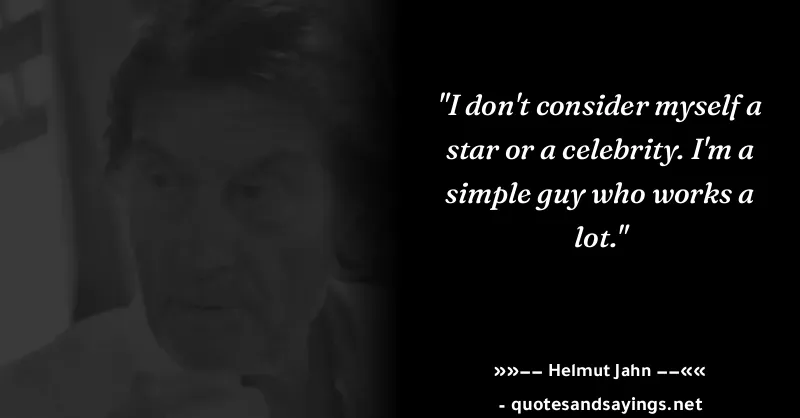 "I don't consider myself a
star or a celebrity. I'm a
simple guy who works a
lot."
»»−− Helmut Jahn −−««
- quotesandsayings.net